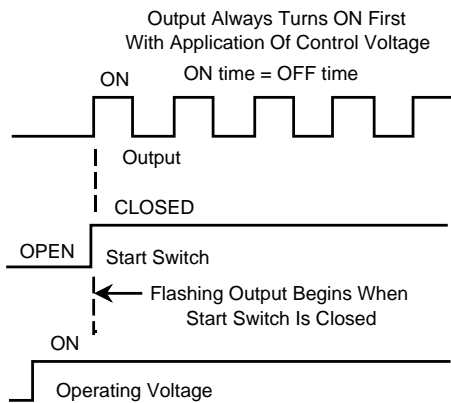 Output Always Turns ON First
With Application Of Control Voltage
ON
ON time = OFF time
Output
CLOSED
OPEN
Start Switch
Flashing Output Begins When
Start Switch Is Closed
ON
Operating Voltage